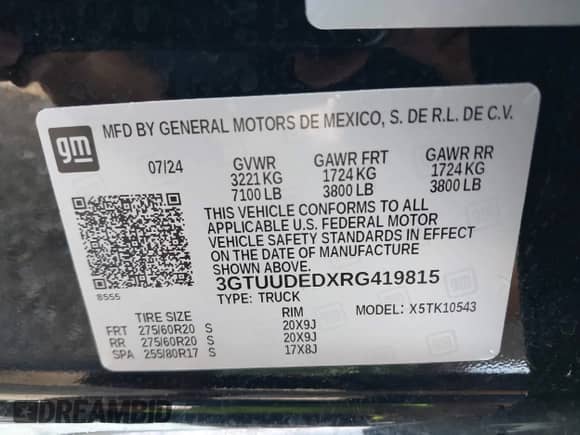 gm
MFD BY GENERAL MOTORS DE MEXICO, S. DE R.L. DE C.V.
07/24 GVWR GAWR FRT GAWR RR
3221 KG 1724 KG 1724 KG
7100 LB 3800 LB 3800 LB
THIS VEHICLE CONFORMS TO ALL
APPLICABLE U.S. FEDERAL MOTOR
VEHICLE SAFETY STANDARDS IN EFFECT
ON THE DATE OF MANUFACTURE
SHOWN ABOVE.
8555
3GTUUDEDXRG419815
TYPE: TRUCK MODEL: X5TK10543
TIRE SIZE RIM
FRT 275/60R20 S 20X9J
RR 275/60R20 S 20X9J
SPA 255/80R17 S 17X8J
DREAMBID